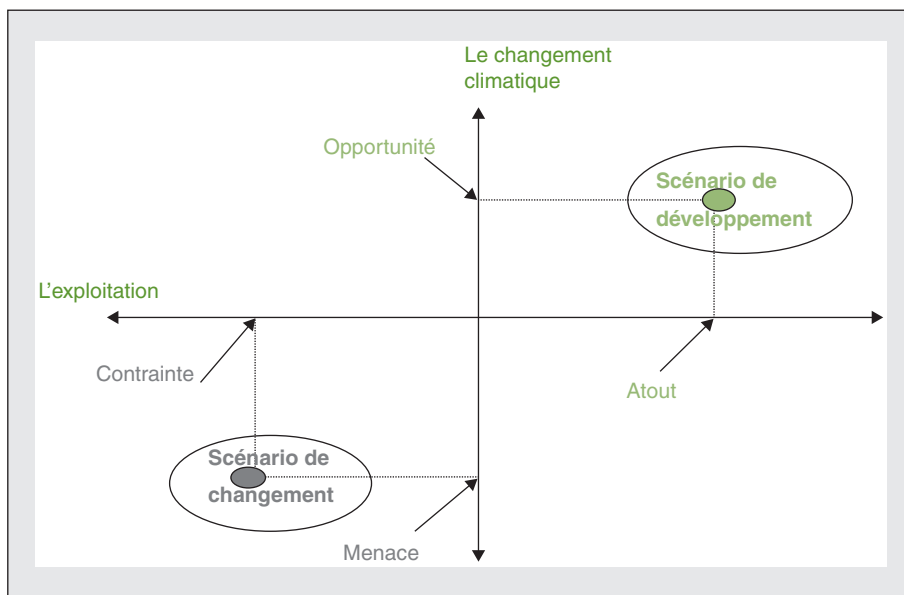 Le changement
climatique
Opportunité
Scénario de
développement
L'exploitation
Contrainte
Atout
Scénario de
changement
Menace